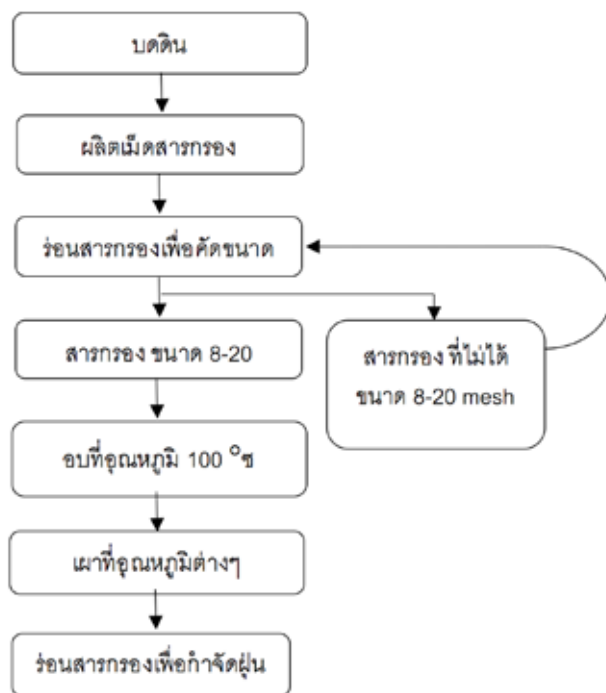 บดดิน
ผลิตเม็ดสารกรอง
ร่อนสารกรองเพื่อคัดขนาด
สารกรอง ขนาด 8-20
สารกรอง ที่ไม่ได้
ขนาด 8-20 mesh
อบที่อุณหภูมิ 100 °ซ
เผาที่อุณหภูมิต่างๆ
ร่อนสารกรองเพื่อกำจัดฝุ่น